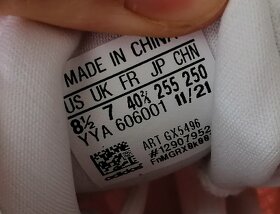 MADE IN CHINA
US UK FR JP CHN
8½ 7 40⅔ 255 250
YYA 606001 11/21
ART GX5496
#12907952
adidas